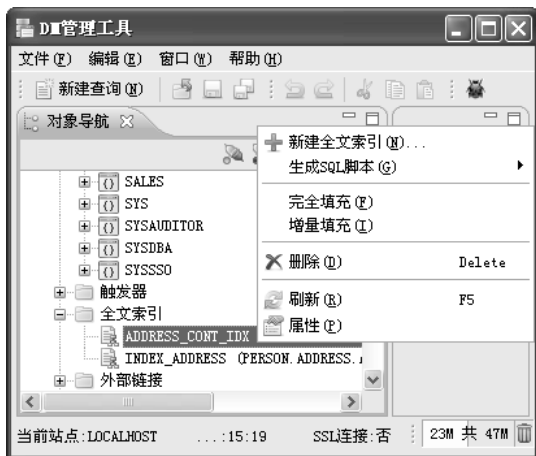 DM管理工具
文件(F) 编辑(E) 窗口(W) 帮助(H)
新建查询(N)
对象导航
新建全文索引(N)...
生成SQL脚本(G)
完全填充(F)
增量填充(I)
删除(D) Delete
刷新(R) F5
属性(P)
SALES
SYS
SYSAUDITOR
SYSDBA
SYSSSO
触发器
全文索引
ADDRESS_CONT_IDX
INDEX_ADDRESS (PERSON.ADDRESS.
外部链接
当前站点:LOCALHOST ...:15:19 SSL连接:否 23M 共 47M